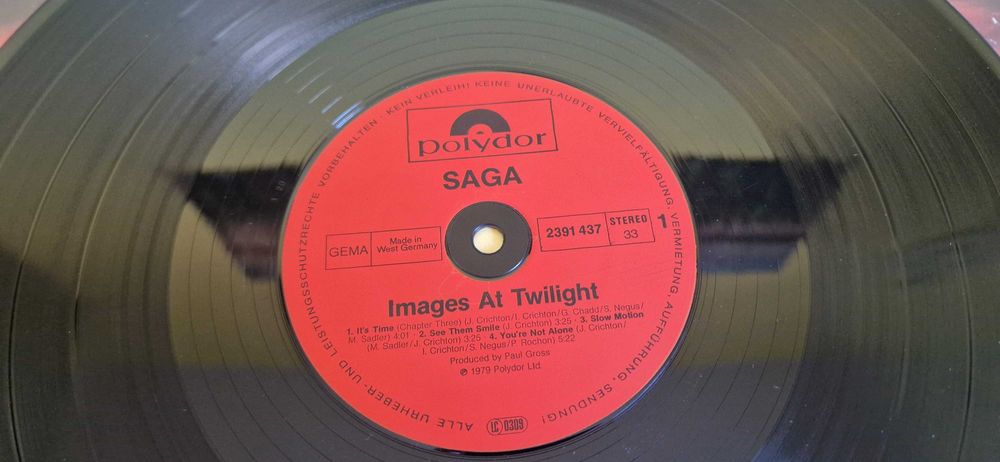 ALLE URHEBER- UND LEISTUNGSSCHUTZRECHTE VORBEHALTEN · KEIN VERLEIH! KEINE UNERLAUBTE VERVIELFÄLTIGUNG, VERMIETUNG, AUFFÜHRUNG, SENDUNG!
polydor
SAGA
GEMA
Made in
West Germany
2391 437
STEREO
33
1
Images At Twilight
1. It's Time (Chapter Three) (J. Crichton/I. Crichton/G. Chadd/S. Negus/
M. Sadler) 4:01 · 2. See Them Smile (J. Crichton) 3:25 · 3. Slow Motion
(M. Sadler/J. Crichton) 3:25 · 4. You're Not Alone (J. Crichton/
I. Crichton/S. Negus/P. Rochon) 5:22
Produced by Paul Gross
℗ 1979 Polydor Ltd.
LC 0309